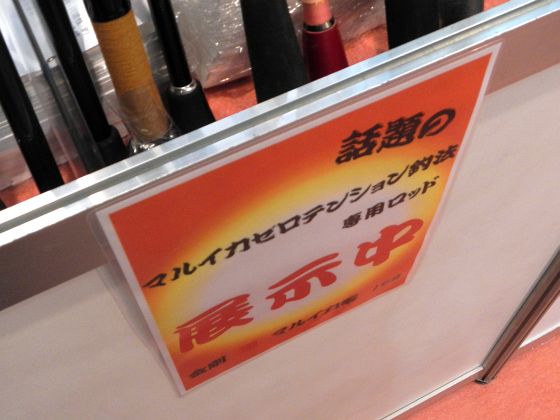 話題の
マルイカゼロテンション釣法
専用ロッド
展示中
マルイカ